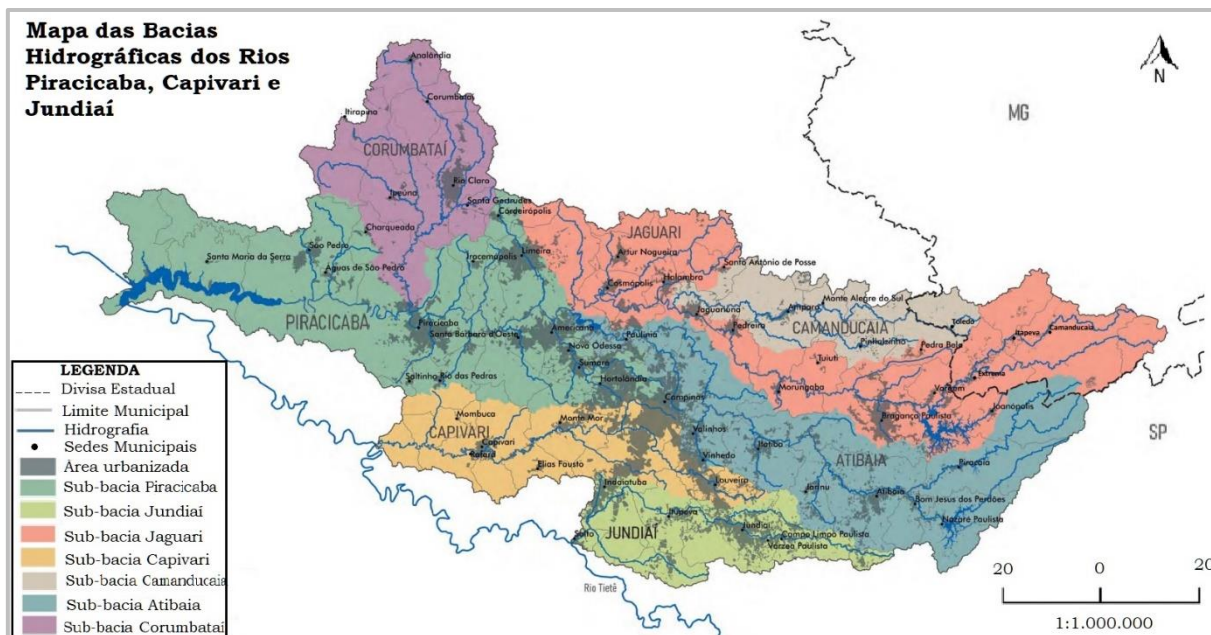 Mapa das Bacias
Hidrográficas dos Rios
Piracicaba, Capivari e
Jundiaí
N
MG
SP
Analândia
Corumbataí
Itirapina
CORUMBATAÍ
Rio Claro
Ipeúna
Santa Gertrudes
Cordeirópolis
Charqueada
São Pedro
Santa Maria da Serra
Águas de São Pedro
Iracemápolis
Limeira
JAGUARI
Artur Nogueira
Santo Antônio de Posse
Holambra
Cosmópolis
Jaguariúna
Amparo
Monte Alegre do Sul
Toledo
Itapeva
Camanducaia
PIRACICABA
Piracicaba
Santa Bárbara d'Oeste
Americana
Paulínia
Pedreira
CAMANDUCAIA
Pinhalzinho
Pedra Bela
Nova Odessa
Sumaré
Tuiuti
Extrema
Saltinho
Rio das Pedras
Hortolândia
Morungaba
Vargem
Campinas
Joanópolis
Mombuca
Monte Mor
Bragança Paulista
CAPIVARI
Capivari
Valinhos
Rafard
Itatiba
ATIBAIA
Vinhedo
Piracaia
Elias Fausto
Louveira
Indaiatuba
Jarinu
Atibaia
Bom Jesus dos Perdões
Itupeva
Nazaré Paulista
JUNDIAÍ
Jundiaí
Campo Limpo Paulista
Salto
Várzea Paulista
Rio Tietê
LEGENDA
Divisa Estadual
Limite Municipal
Hidrografia
Sedes Municipais
Área urbanizada
Sub-bacia Piracicaba
Sub-bacia Jundiaí
Sub-bacia Jaguari
Sub-bacia Capivari
Sub-bacia Camanducaia
Sub-bacia Atibaia
Sub-bacia Corumbataí
20 0 20
1:1.000.000